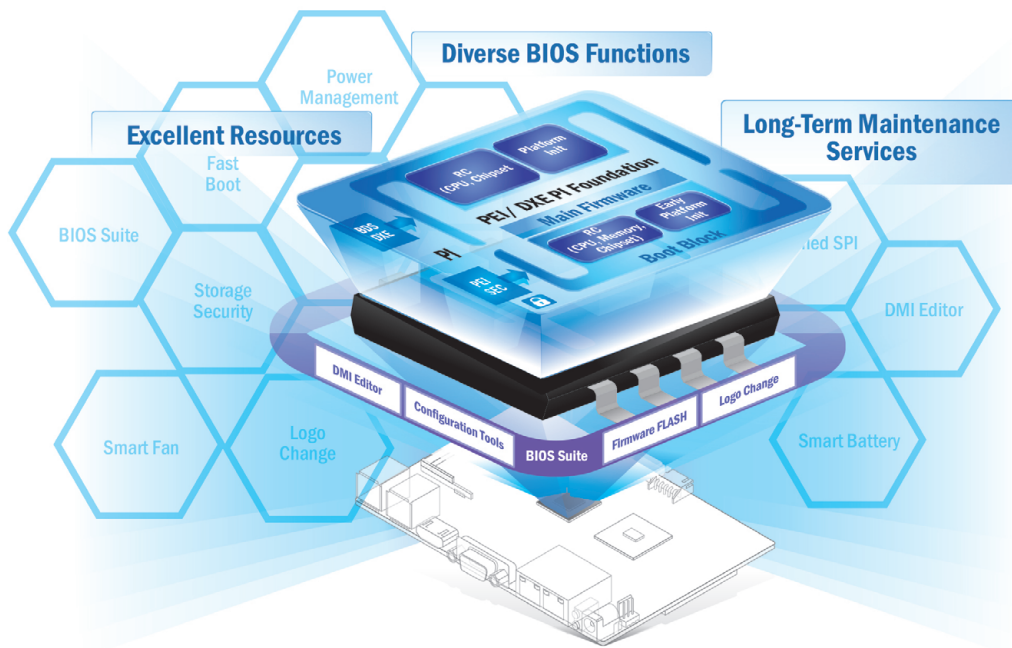 Diverse BIOS Functions
Excellent Resources
Long-Term Maintenance
Services
Power
Management
Fast
Boot
BIOS Suite
Storage
Security
Smart Fan
Logo
Change
SPI
DMI Editor
Smart Battery
RC
(CPU, Chipset
Platform
Init
PEI / DXE PI Foundation
Main Firmware
BDS
DXE
PI
RC
(CPU, Memory,
Chipset)
Early
Platform
Init
Boot Block
PEI
SEC
DMI Editor
Configuration Tools
BIOS Suite
Firmware FLASH
Logo Change